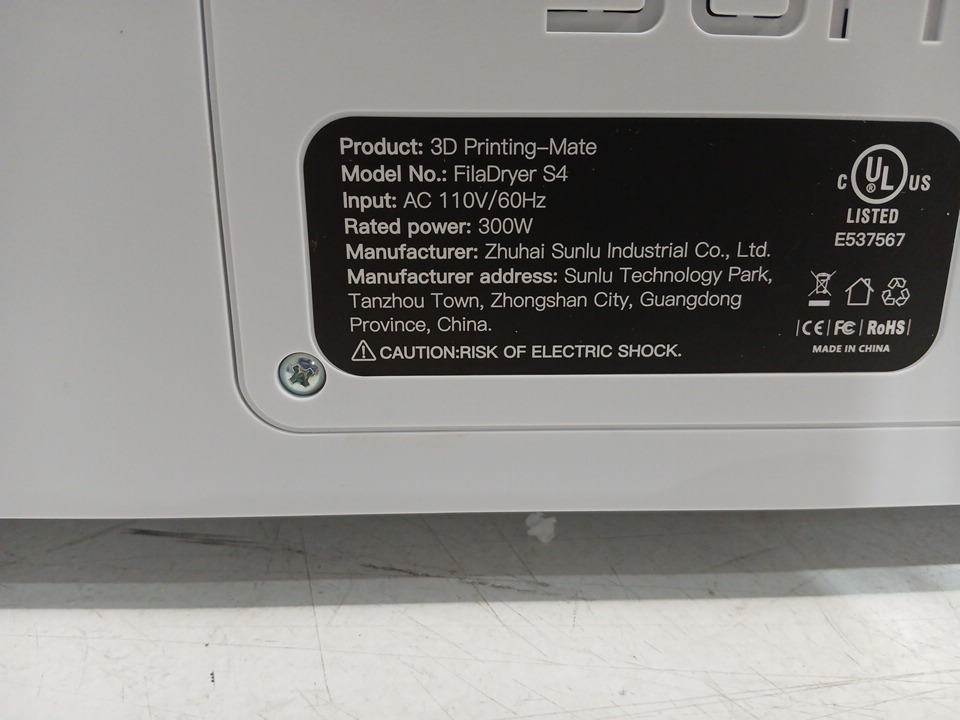 Product: 3D Printing-Mate
Model No.: FilaDryer S4
Input: AC 110V/60Hz
Rated power: 300W
Manufacturer: Zhuhai Sunlu Industrial Co., Ltd.
Manufacturer address: Sunlu Technology Park,
Tanzhou Town, Zhongshan City, Guangdong
Province, China.
CAUTION:RISK OF ELECTRIC SHOCK.
C UL US
®
LISTED
E537567
|CE|FC|RoHS|
MADE IN CHINA